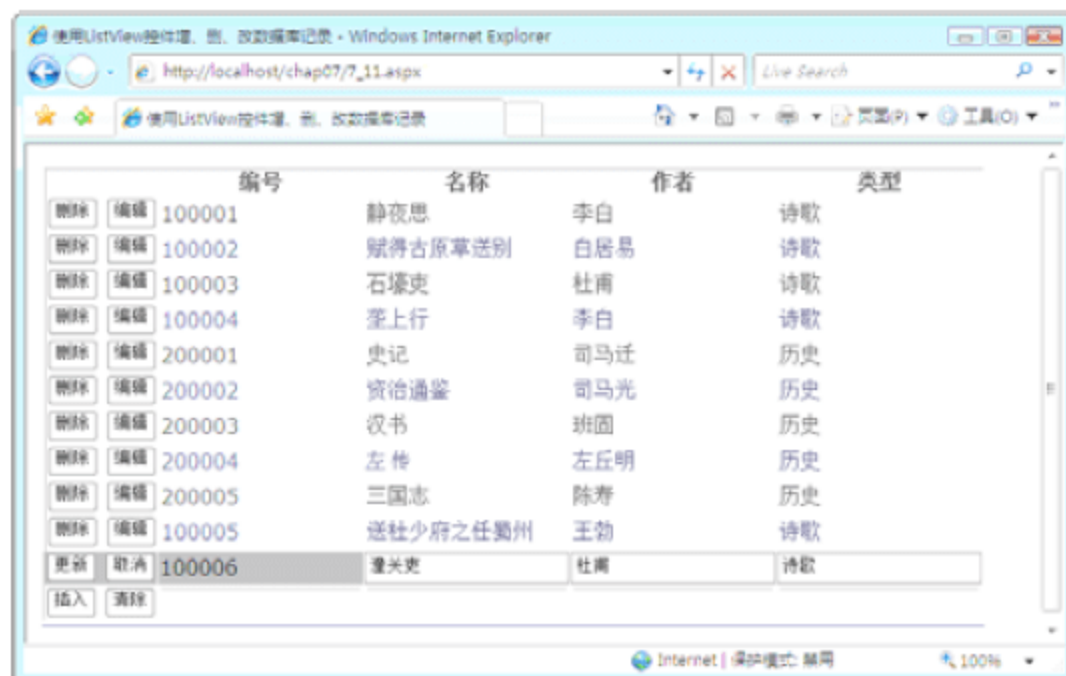 使用ListView控件增、删、改数据库记录 - Windows Internet Explorer
http://localhost/chap07/7_11.aspx Live Search
使用ListView控件增、删、改数据库记录 页面(P) 工具(O)
编号 名称 作者 类型
删除 编辑 100001 静夜思 李白 诗歌
删除 编辑 100002 赋得古原草送别 白居易 诗歌
删除 编辑 100003 石壕吏 杜甫 诗歌
删除 编辑 100004 垄上行 李白 诗歌
删除 编辑 200001 史记 司马迁 历史
删除 编辑 200002 资治通鉴 司马光 历史
删除 编辑 200003 汉书 班固 历史
删除 编辑 200004 左传 左丘明 历史
删除 编辑 200005 三国志 陈寿 历史
删除 编辑 100005 送杜少府之任蜀州 王勃 诗歌
更新 取消 100006 潼关吏 杜甫 诗歌
插入 清除
Internet | 保护模式: 禁用 100%